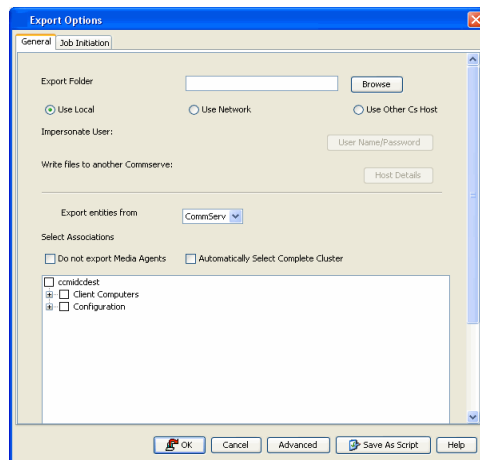 Export Options
General Job Initiation
Export Folder Browse
Use Local Use Network Use Other Cs Host
Impersonate User:
User Name/Password
Write files to another Commserve:
Host Details
Export entities from CommServ
Select Associations
Do not export Media Agents Automatically Select Complete Cluster
ccmidcdest
Client Computers
Configuration
OK Cancel Advanced Save As Script Help